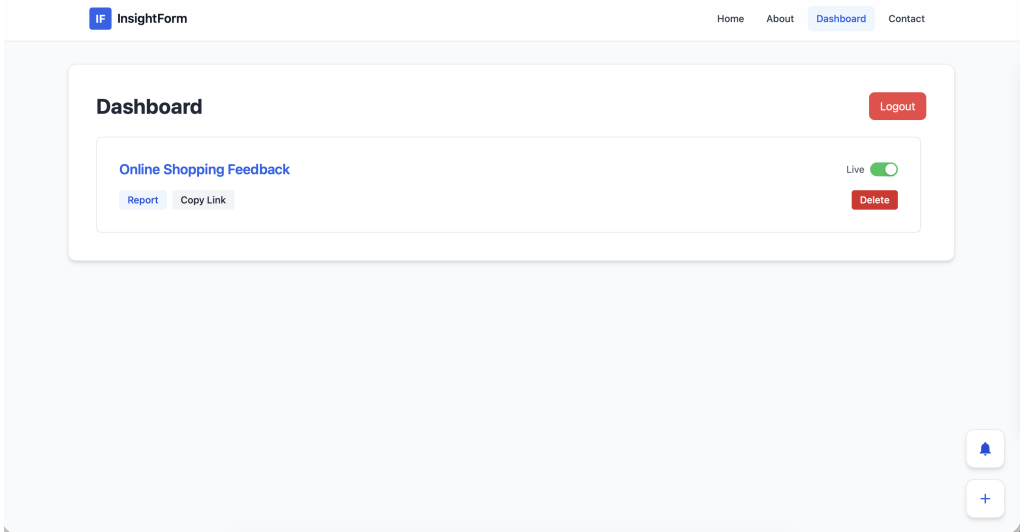 IF InsightForm Home About Dashboard Contact
Dashboard Logout
Online Shopping Feedback Live
Report Copy Link Delete
+